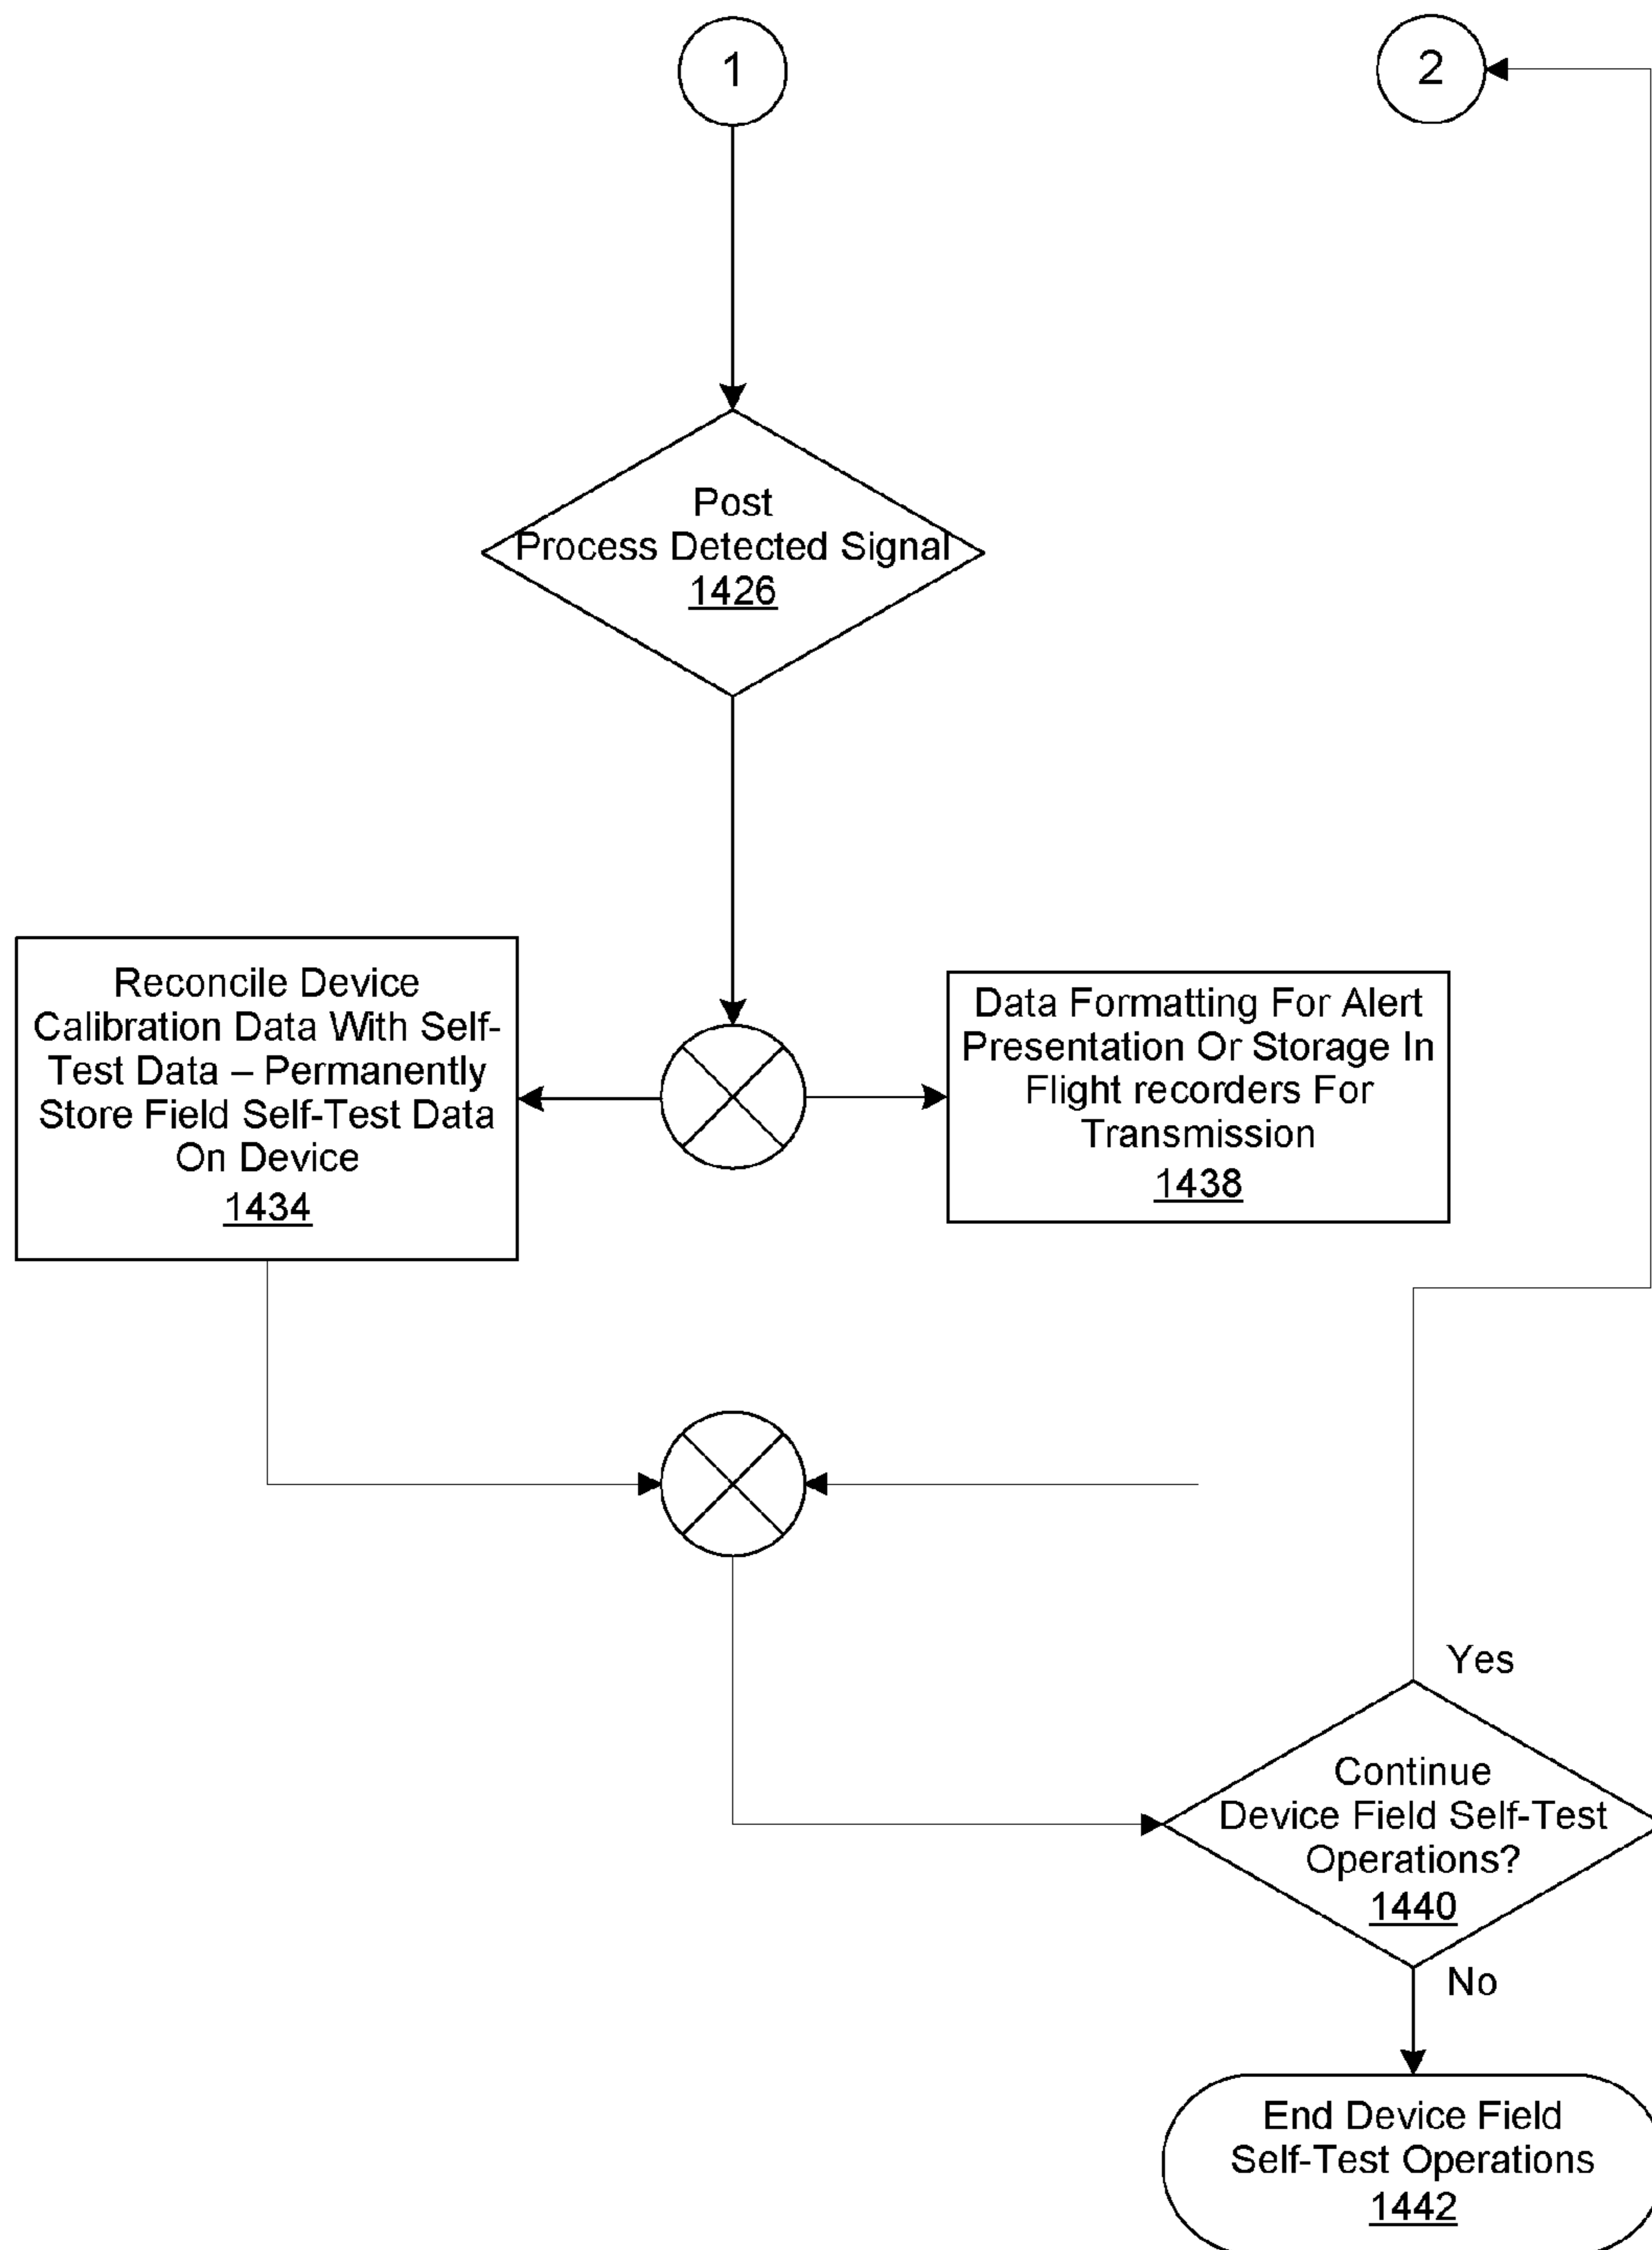 1
2
Post
Process Detected Signal
1426
Reconcile Device
Calibration Data With Self-
Test Data – Permanently
Store Field Self-Test Data
On Device
1434
Data Formatting For Alert
Presentation Or Storage In
Flight recorders For
Transmission
1438
Yes
Continue
Device Field Self-Test
Operations?
1440
No
End Device Field
Self-Test Operations
1442